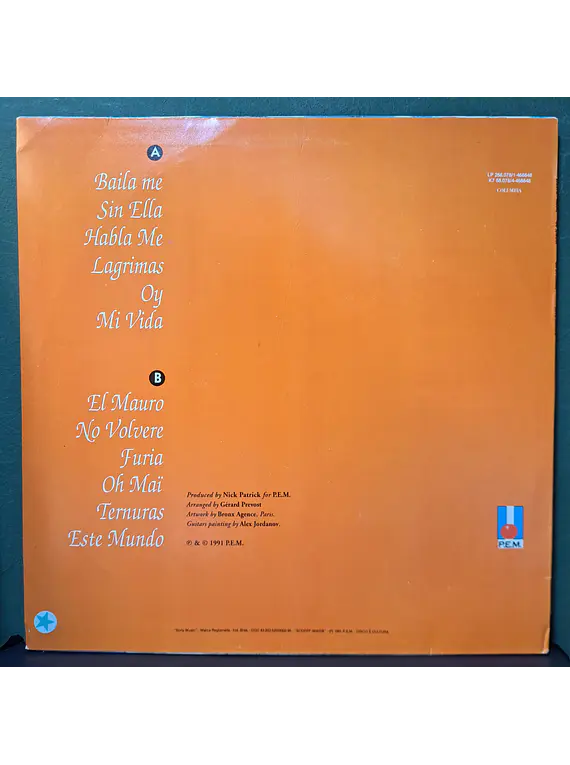 A
Baila me
Sin Ella
Habla Me
Lagrimas
Oy
Mi Vida
B
El Mauro
No Volvere
Furia
Oh Maï
Ternuras
Este Mundo
Produced by Nick Patrick for P.E.M.
Arranged by Gérard Prevost
Artwork by Bronx Agence, Paris.
Guitars painting by Alex Jordanov.
℗ & © 1991 P.E.M.
COLUMBIA
P.E.M.